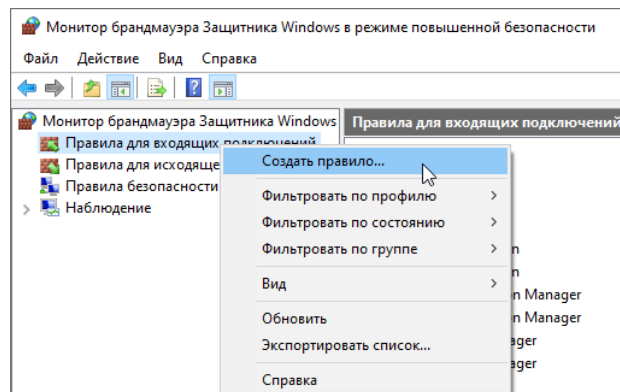 Монитор брандмауэра Защитника Windows в режиме повышенной безопасности
Файл Действие Вид Справка
Монитор брандмауэра Защитника Windows
Правила для входящих подключений
Правила для исходяще
Правила безопасности
Наблюдение
Правила для входящих подключений
Создать правило...
Фильтровать по профилю
Фильтровать по состоянию
Фильтровать по группе
Вид
Обновить
Экспортировать список...
Справка
n
n
n Manager
n Manager
ager
ager